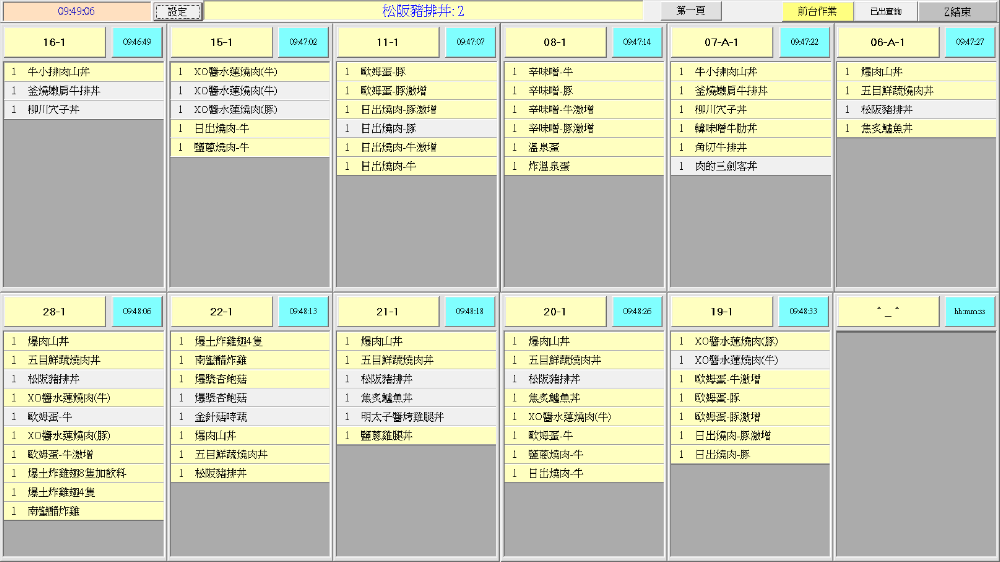 09:49:06 設定 松阪豬排丼: 2 第一頁 前台作業 已出查詢 Z結束
16-1 09:46:49
1 牛小排肉山丼
1 釜燒嫩肩牛排丼
1 柳川穴子丼
15-1 09:47:02
1 XO醬水蓮燒肉(牛)
1 XO醬水蓮燒肉(牛)
1 XO醬水蓮燒肉(豚)
1 日出燒肉-牛
1 鹽蔥燒肉-牛
11-1 09:47:07
1 歐姆蛋-豚
1 歐姆蛋-豚激增
1 日出燒肉-豚激增
1 日出燒肉-豚
1 日出燒肉-牛激增
1 日出燒肉-牛
08-1 09:47:14
1 辛味噌-牛
1 辛味噌-豚
1 辛味噌-牛激增
1 辛味噌-豚激增
1 溫泉蛋
1 炸溫泉蛋
07-A-1 09:47:22
1 牛小排肉山丼
1 釜燒嫩肩牛排丼
1 柳川穴子丼
1 韓味噌牛肋丼
1 角切牛排丼
1 肉的三劍客丼
06-A-1 09:47:27
1 爆肉山丼
1 五目鮮蔬燒肉丼
1 松阪豬排丼
1 焦炙鱸魚丼
28-1 09:48:06
1 爆肉山丼
1 五目鮮蔬燒肉丼
1 松阪豬排丼
1 XO醬水蓮燒肉(牛)
1 歐姆蛋-牛
1 XO醬水蓮燒肉(豚)
1 歐姆蛋-牛激增
1 爆土炸雞翅8隻加飲料
1 爆土炸雞翅4隻
1 南蠻醋炸雞
22-1 09:48:13
1 爆土炸雞翅4隻
1 南蠻醋炸雞
1 爆漿杏鮑菇
1 爆漿杏鮑菇
1 金針菇時蔬
1 爆肉山丼
1 五目鮮蔬燒肉丼
1 松阪豬排丼
21-1 09:48:18
1 爆肉山丼
1 五目鮮蔬燒肉丼
1 松阪豬排丼
1 焦炙鱸魚丼
1 明太子醬烤雞腿丼
1 鹽蔥雞腿丼
20-1 09:48:26
1 爆肉山丼
1 五目鮮蔬燒肉丼
1 松阪豬排丼
1 焦炙鱸魚丼
1 XO醬水蓮燒肉(牛)
1 歐姆蛋-牛
1 鹽蔥燒肉-牛
1 日出燒肉-牛
19-1 09:48:33
1 XO醬水蓮燒肉(豚)
1 XO醬水蓮燒肉(牛)
1 歐姆蛋-牛激增
1 歐姆蛋-豚
1 歐姆蛋-豚激增
1 日出燒肉-豚激增
1 日出燒肉-豚
^ _ ^ hh:mm:ss